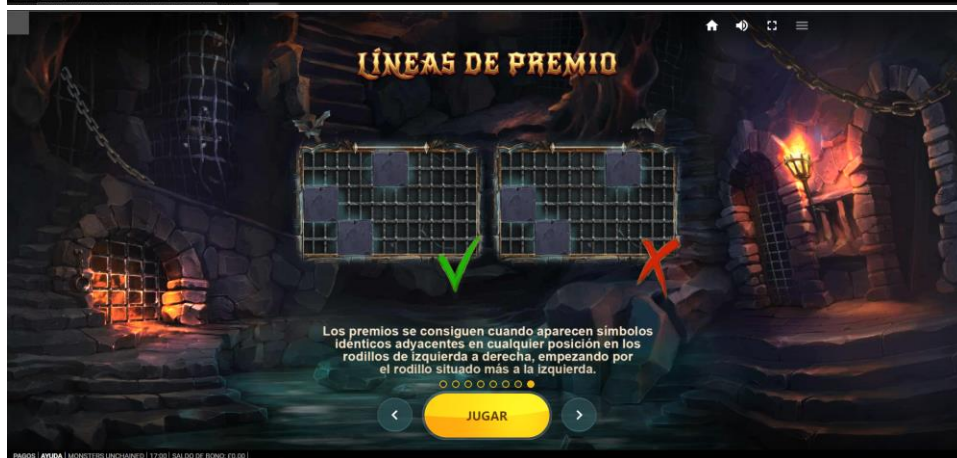 LÍNEAS DE PREMIO
Los premios se consiguen cuando aparecen símbolos
idénticos adyacentes en cualquier posición en los
rodillos de izquierda a derecha, empezando por
el rodillo situado más a la izquierda.
JUGAR
PAGOS | AYUDA | MONSTERS UNCHAINED | 17:00 | SALDO DE BONO: £0.00 |